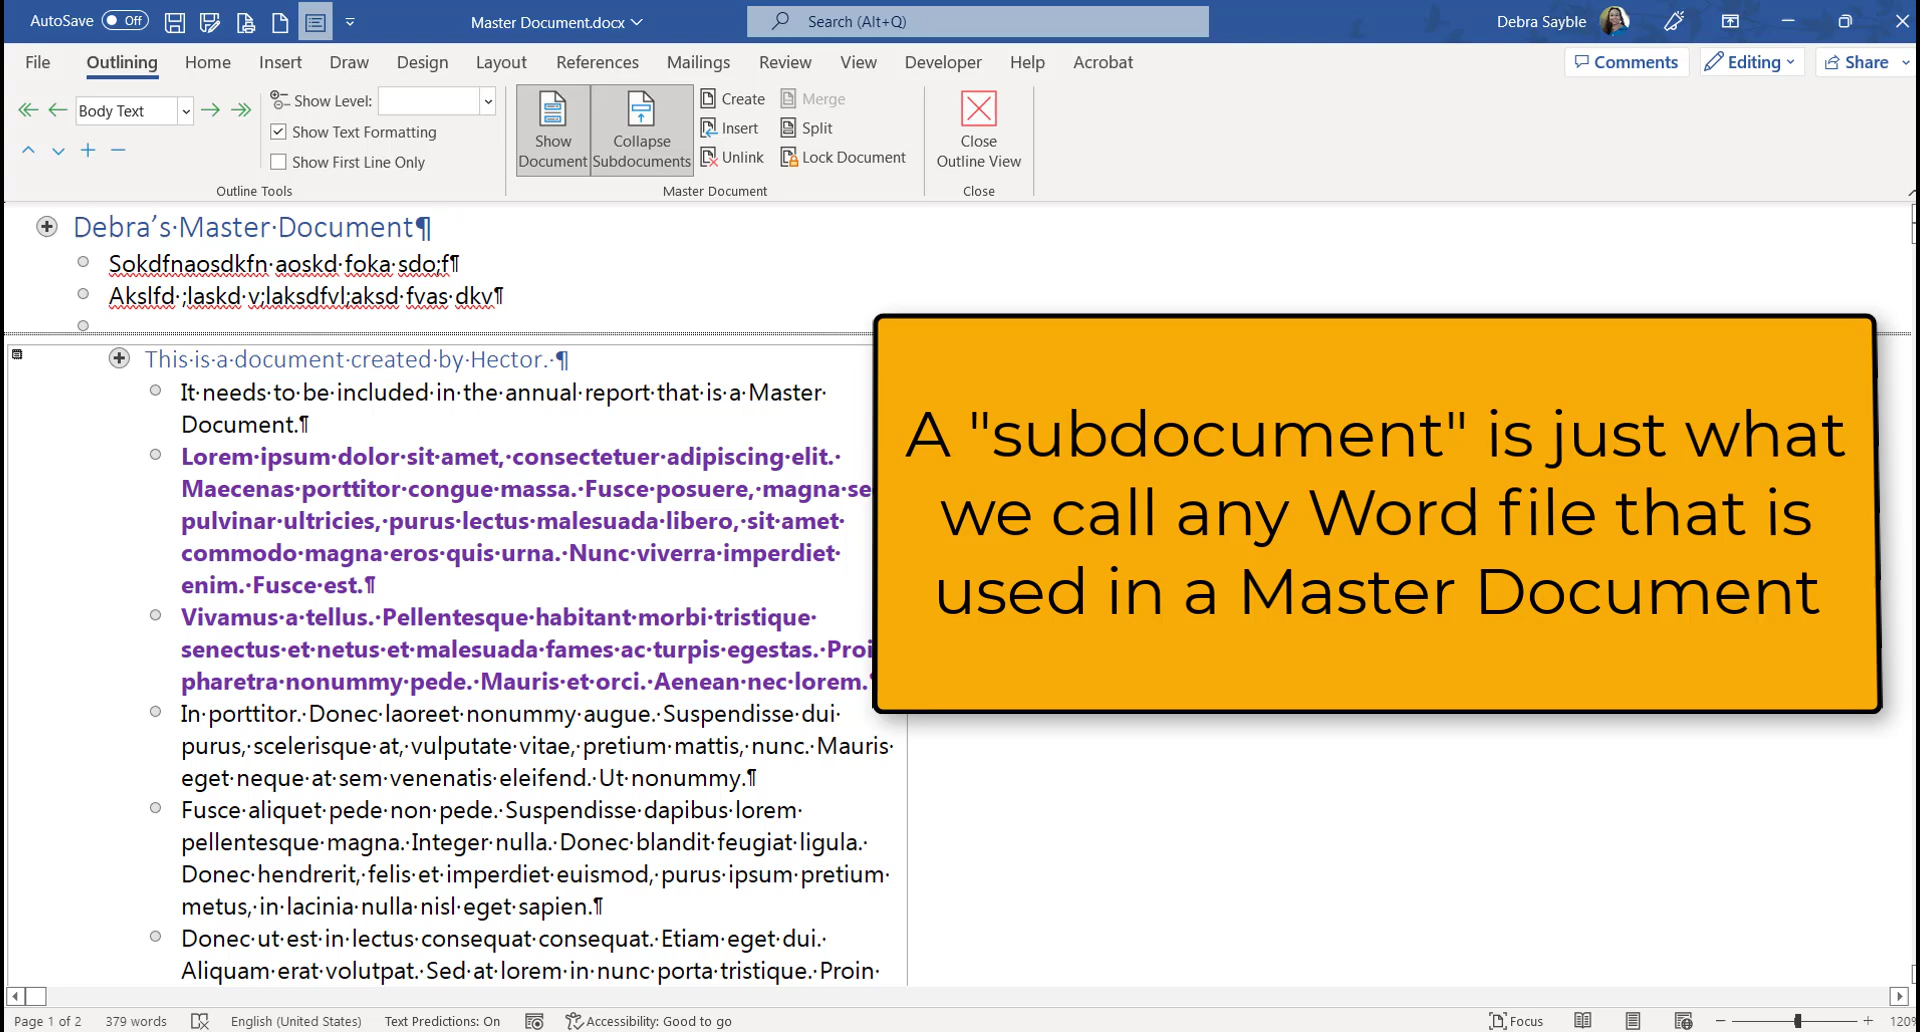 AutoSave Off
Master Document.docx
Search (Alt+Q)
Debra Sayble
File Outlining Home Insert Draw Design Layout References Mailings Review View Developer Help Acrobat
Comments Editing Share
Body Text
Show Level:
Show Text Formatting
Show First Line Only
Outline Tools
Show Document
Collapse Subdocuments
Create
Insert
Unlink
Merge
Split
Lock Document
Master Document
Close Outline View
Close
Debra’s·Master·Document¶
Sokdfnaosdkfn·aoskd·foka·sdo;f¶
Akslfd·;laskd·v;laksdfvl;aksd·fvas·dkv¶
This·is·a·document·created·by·Hector.·¶
It·needs·to·be·included·in·the·annual·report·that·is·a·Master·
Document.¶
Lorem·ipsum·dolor·sit·amet,·consectetuer·adipiscing·elit.·
Maecenas·porttitor·congue·massa.·Fusce·posuere,·magna·se
pulvinar·ultricies,·purus·lectus·malesuada·libero,·sit·amet·
commodo·magna·eros·quis·urna.·Nunc·viverra·imperdiet·
enim.·Fusce·est.¶
Vivamus·a·tellus.·Pellentesque·habitant·morbi·tristique·
senectus·et·netus·et·malesuada·fames·ac·turpis·egestas.·Proi
pharetra·nonummy·pede.·Mauris·et·orci.·Aenean·nec·lorem.
In·porttitor.·Donec·laoreet·nonummy·augue.·Suspendisse·dui·
purus,·scelerisque·at,·vulputate·vitae,·pretium·mattis,·nunc.·Mauris·
eget·neque·at·sem·venenatis·eleifend.·Ut·nonummy.¶
Fusce·aliquet·pede·non·pede.·Suspendisse·dapibus·lorem·
pellentesque·magna.·Integer·nulla.·Donec·blandit·feugiat·ligula.·
Donec·hendrerit,·felis·et·imperdiet·euismod,·purus·ipsum·pretium·
metus,·in·lacinia·nulla·nisl·eget·sapien.¶
Donec·ut·est·in·lectus·consequat·consequat.·Etiam·eget·dui.·
Aliquam·erat·volutpat.·Sed·at·lorem·in·nunc·porta·tristique.·Proin·
A "subdocument" is just what
we call any Word file that is
used in a Master Document
Page 1 of 2 379 words English (United States) Text Predictions: On Accessibility: Good to go Focus 120%